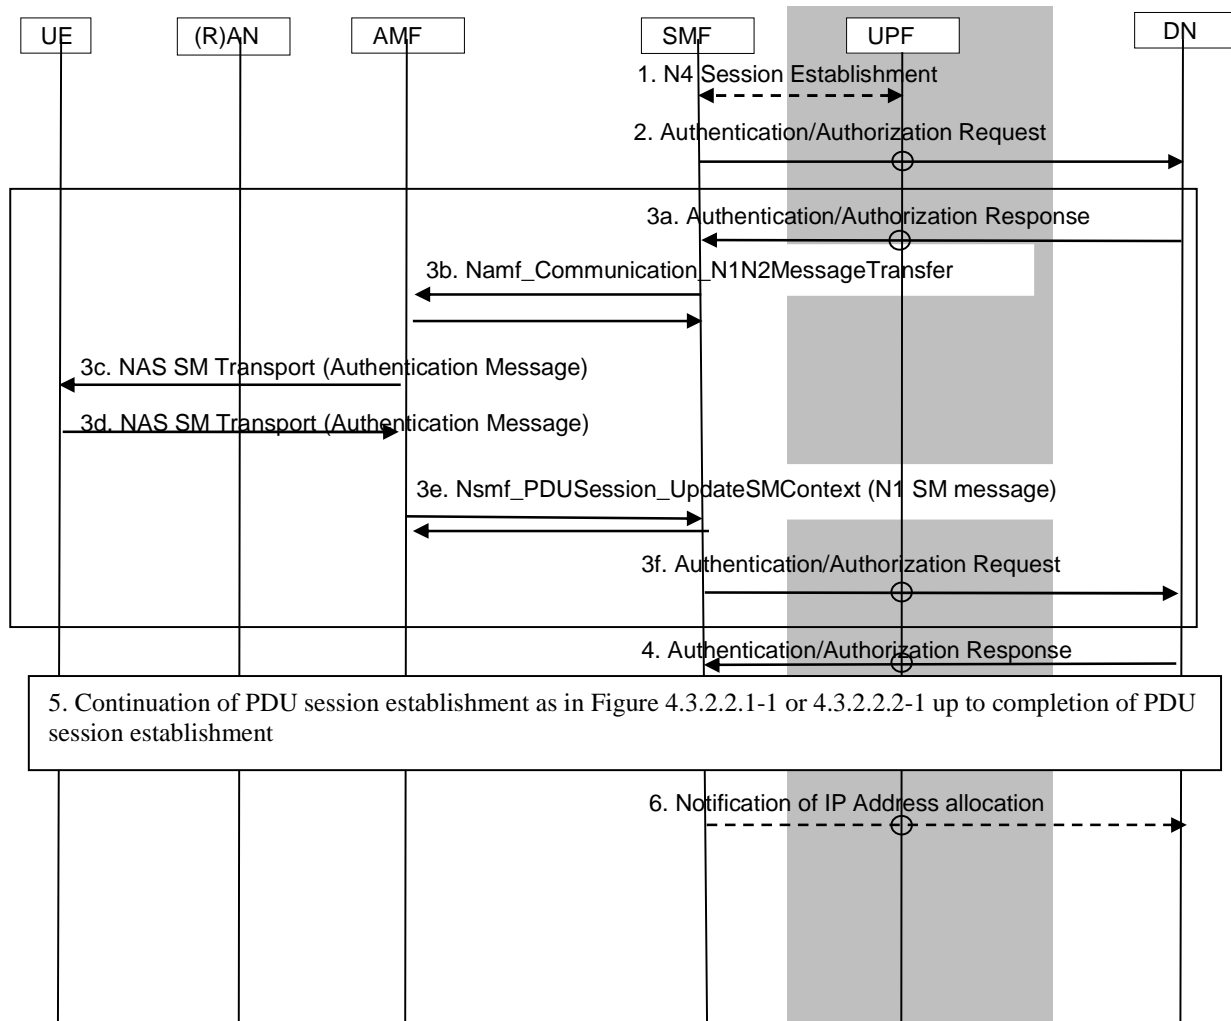 UE
(R)AN
AMF
SMF
UPF
DN
1. N4 Session Establishment
2. Authentication/Authorization Request
3a. Authentication/Authorization Response
3b. Namf_Communication_N1N2MessageTransfer
3c. NAS SM Transport (Authentication Message)
3d. NAS SM Transport (Authentication Message)
3e. Nsmf_PDUSession_UpdateSMContext (N1 SM message)
3f. Authentication/Authorization Request
4. Authentication/Authorization Response
5. Continuation of PDU session establishment as in Figure 4.3.2.2.1-1 or 4.3.2.2.2-1 up to completion of PDU
session establishment
6. Notification of IP Address allocation